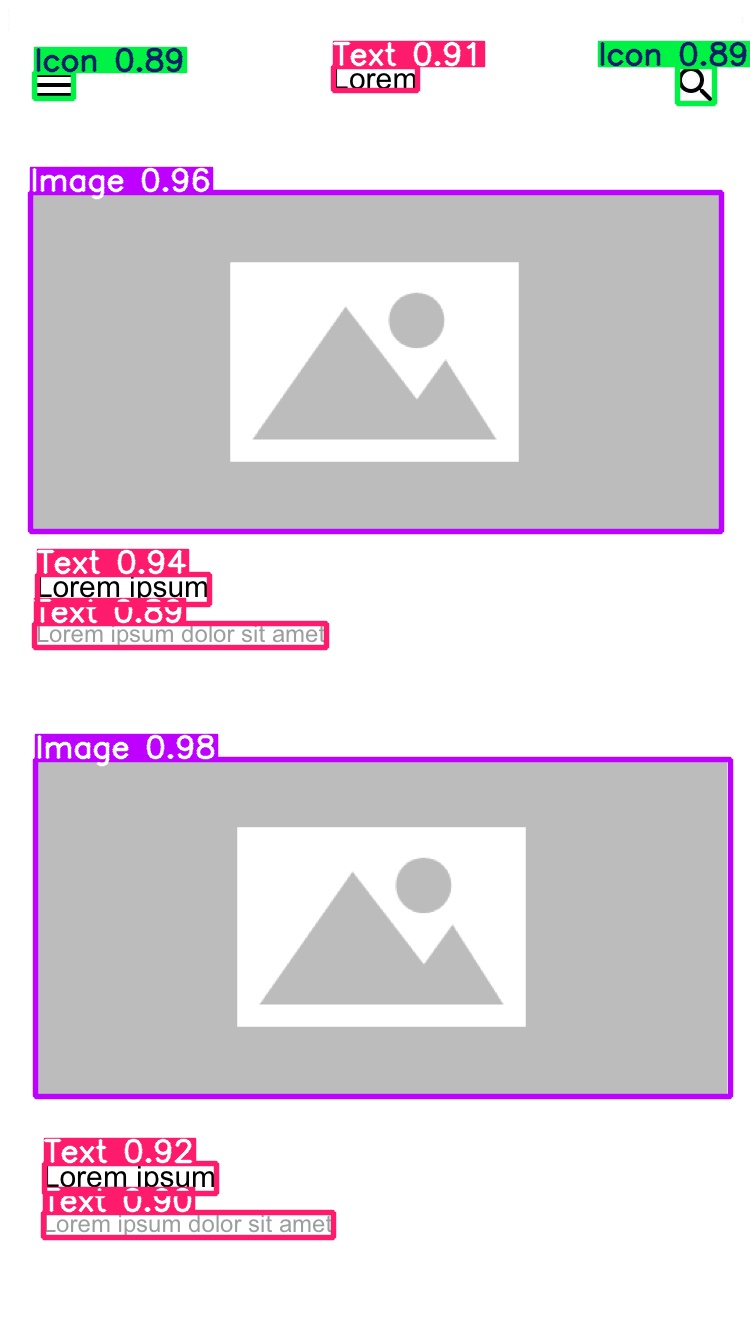 Icon 0.89
Text 0.91
Icon 0.89
Lorem
Image 0.96
Text 0.94
Lorem ipsum
Text 0.89
Lorem ipsum dolor sit amet
Image 0.98
Text 0.92
Lorem ipsum
Text 0.90
Lorem ipsum dolor sit amet